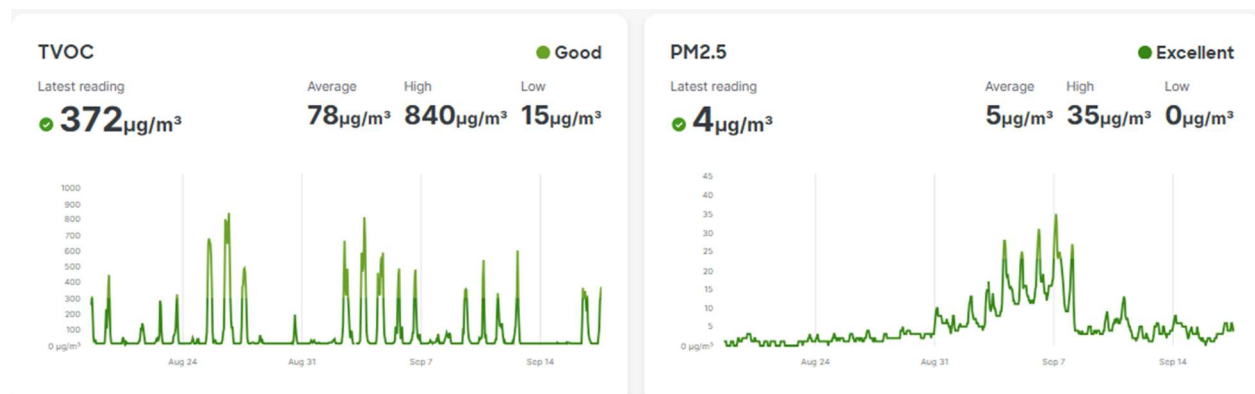 TVOC
Good
Latest reading
Average
High
Low
372µg/m³
78µg/m³
840µg/m³
15µg/m³
1000
900
800
700
600
500
400
300
200
100
0 µg/m³
Aug 24
Aug 31
Sep 7
Sep 14
PM2.5
Excellent
Latest reading
Average
High
Low
4µg/m³
5µg/m³
35µg/m³
0µg/m³
45
40
35
30
25
20
15
10
5
0 µg/m³
Aug 24
Aug 31
Sep 7
Sep 14